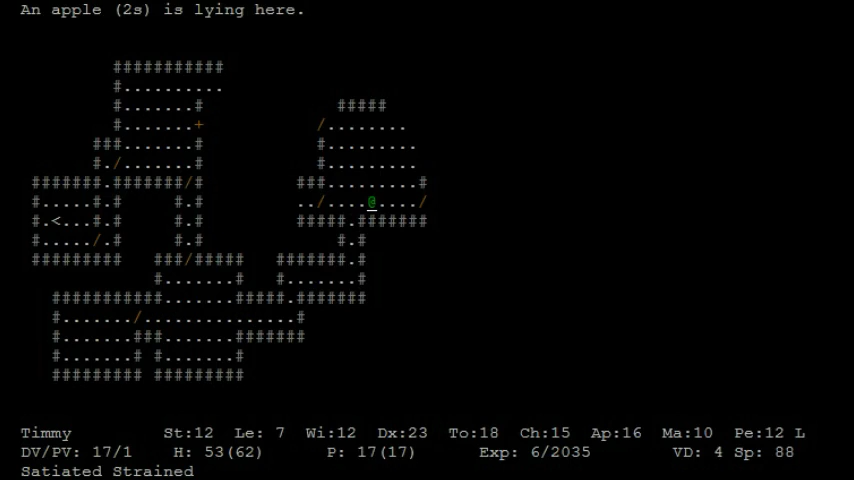 An apple (2s) is lying here.
###########
#..........
#.......# #####
#.......+ /........
###.......# #.........
#./.......# #.........
#######.#######/# ###.........#
#.....#.# #.# ../....@..../
#.<...#.# #.# #####.#######
#...../.# #.# #.#
######### ###/##### #######.#
#.......# #.......#
############.......#####.#######
#......./...............#
#.......###.......#######
#.......# #.......#
######### #########
Timmy St:12 Le: 7 Wi:12 Dx:23 To:18 Ch:15 Ap:16 Ma:10 Pe:12 L
DV/PV: 17/1 H: 53(62) P: 17(17) Exp: 6/2035 VD: 4 Sp: 88
Satiated Strained